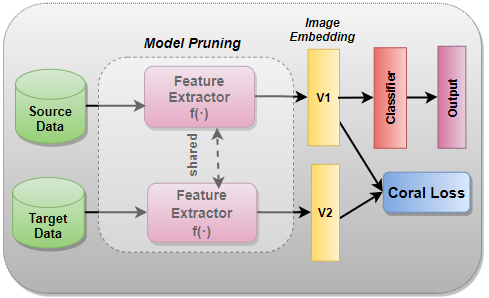 Image
Embedding
Model Pruning
Source
Data
Feature
Extractor
f(·)
V1
Classifier
Output
shared
Target
Data
Feature
Extractor
f(·)
V2
Coral Loss